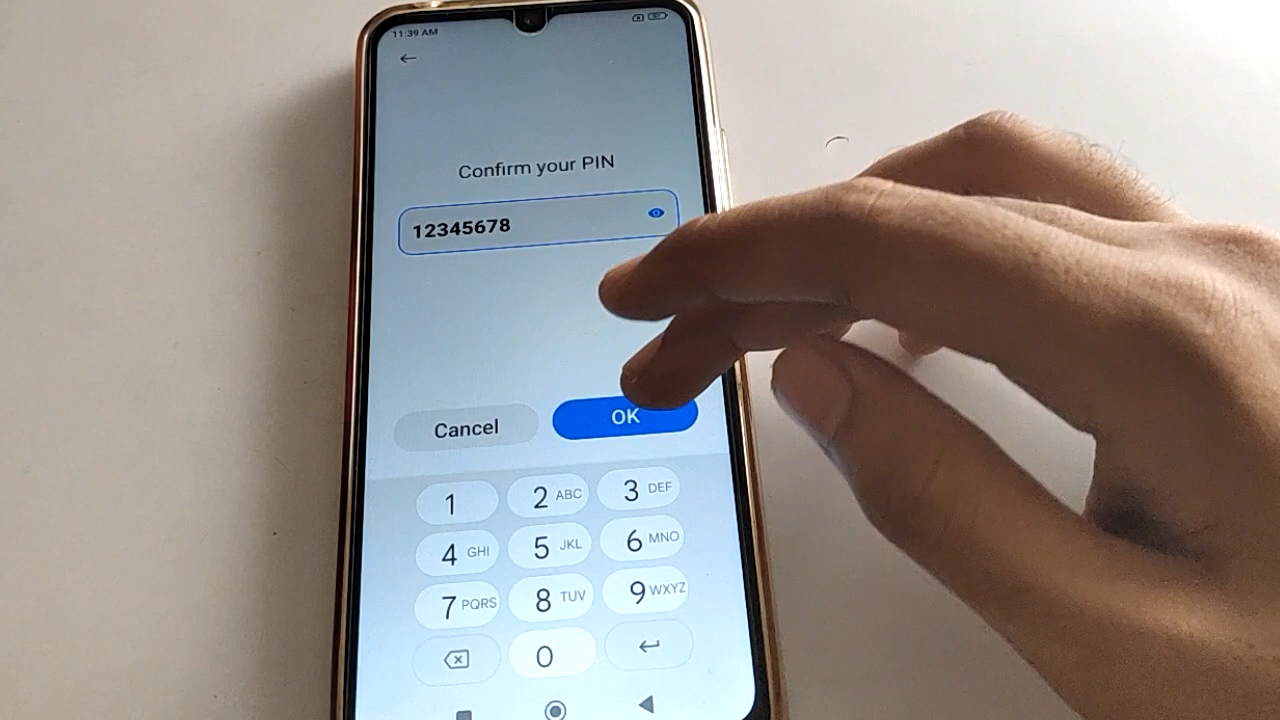 11:39 AM
Confirm your PIN
12345678
Cancel OK
1 2 ABC 3 DEF
4 GHI 5 JKL 6 MNO
7 PQRS 8 TUV 9 WXYZ
0